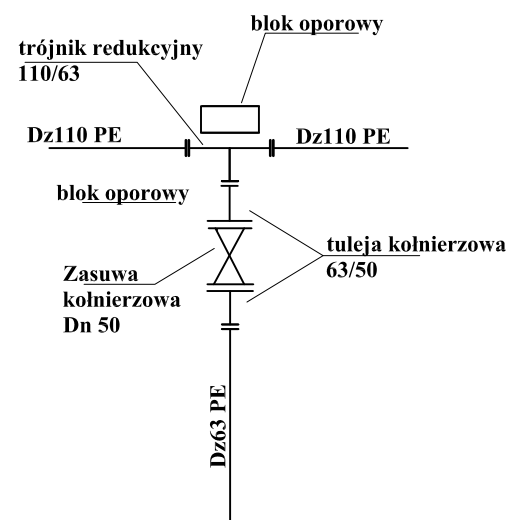 blok oporowy
trójnik redukcyjny
110/63
Dz110 PE
Dz110 PE
blok oporowy
tuleja kołnierzowa
63/50
Zasuwa
kołnierzowa
Dn 50
Dz63 PE